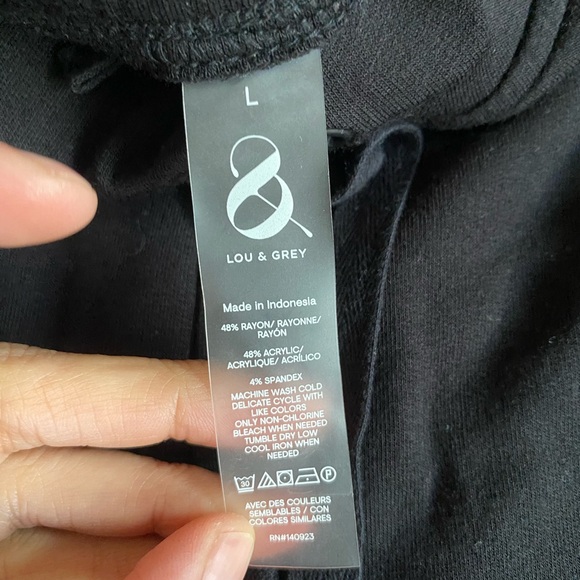 L
&
LOU & GREY
Made in Indonesia
48% RAYON/ RAYONNE/
RAYÓN
48% ACRYLIC/
ACRYLIQUE/ ACRÍLICO
4% SPANDEX
MACHINE WASH COLD
DELICATE CYCLE WITH
LIKE COLORS
ONLY NON-CHLORINE
BLEACH WHEN NEEDED
TUMBLE DRY LOW
COOL IRON WHEN
NEEDED
30 P
AVEC DES COULEURS
SEMBLABLES / CON
COLORES SIMILARES
RN#140923